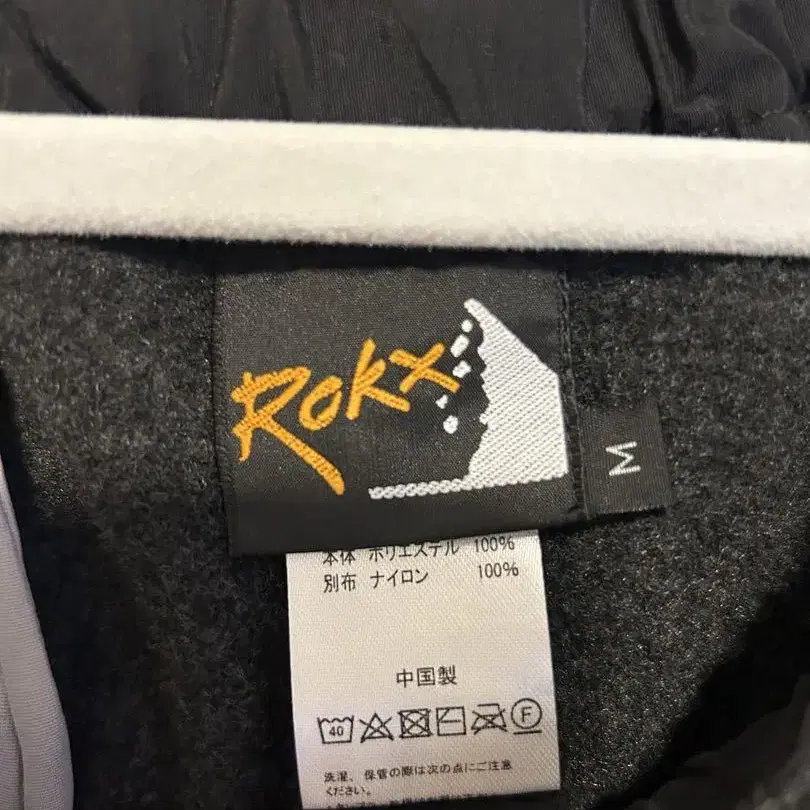 Rokx
M
本体 ポリエステル 100%
別布 ナイロン 100%
中国製
40 F
洗濯、保管の際は次の点にご注意
ください。